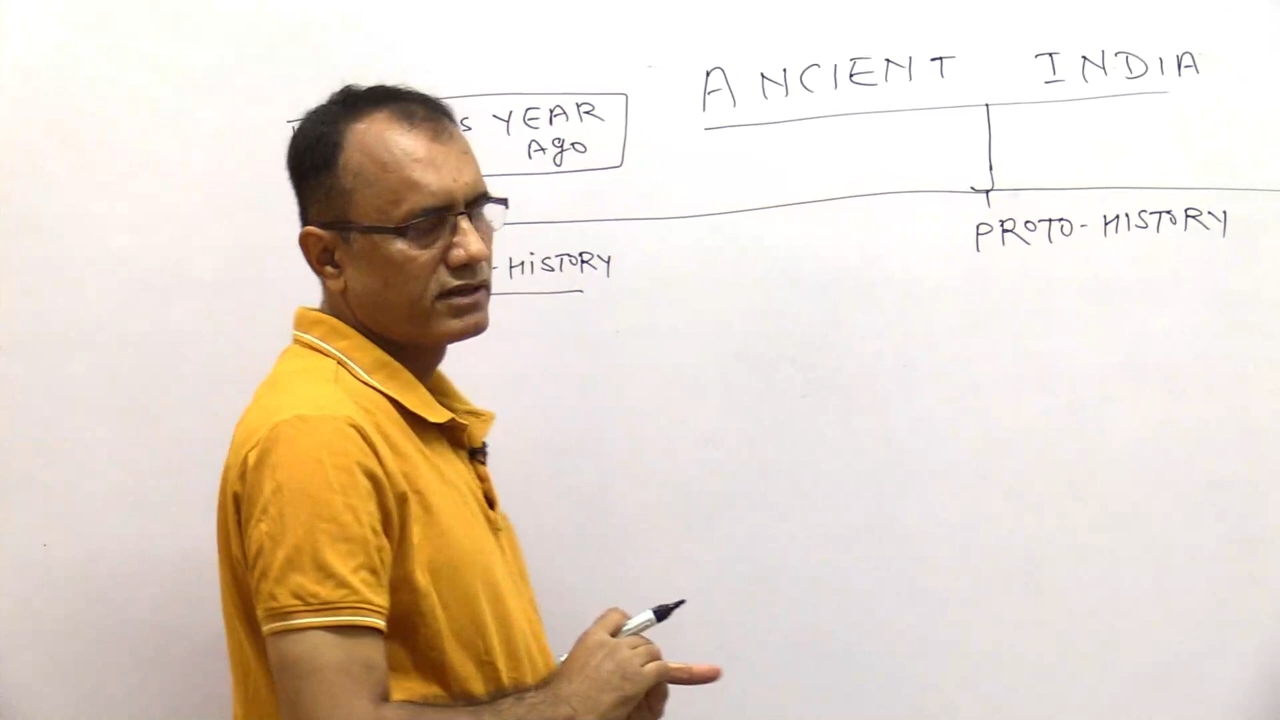 ANCIENT INDIA
s YEAR
Ago
PROTO-HISTORY
-HiSTORY